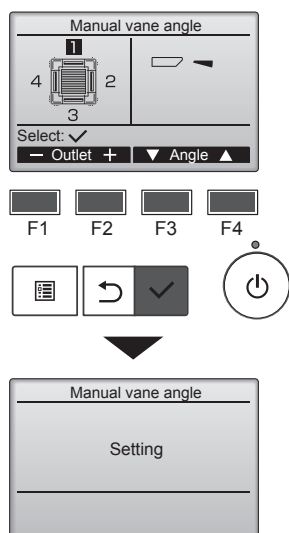 Manual vane angle
1
4 2
3
Select: ✓
− Outlet + ▼ Angle ▲
F1 F2 F3 F4
Manual vane angle
Setting